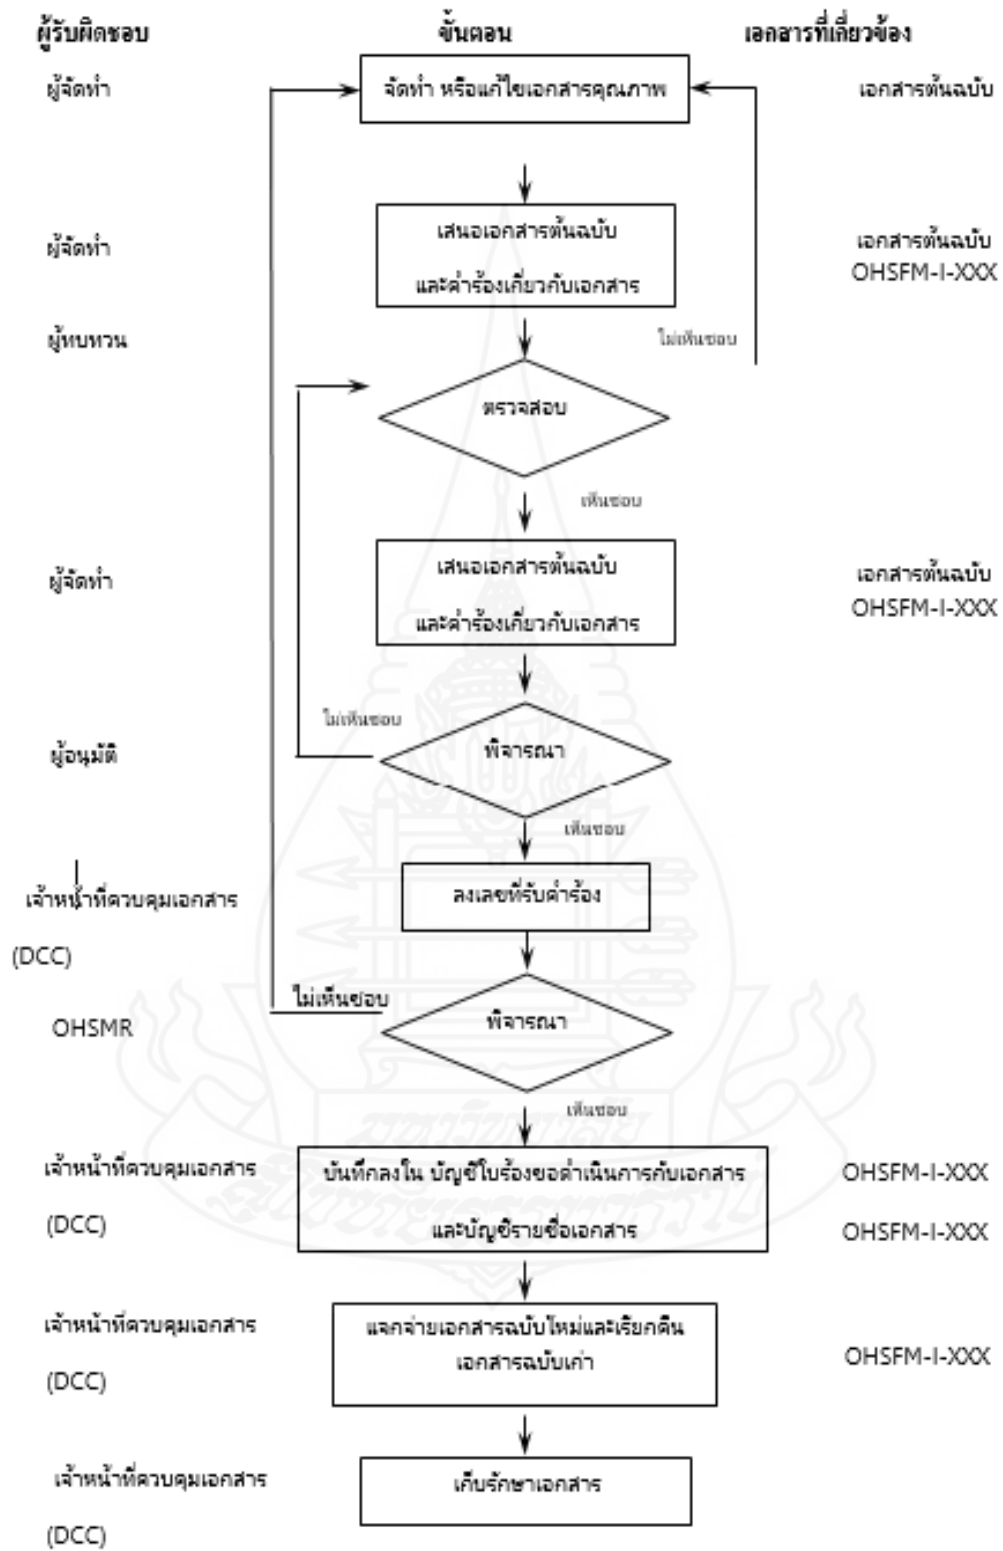 ผู้รับผิดชอบ ขั้นตอน เอกสารที่เกี่ยวข้อง
ผู้จัดทำ จัดทำ หรือแก้ไขเอกสารคุณภาพ เอกสารต้นฉบับ
ผู้จัดทำ เสนอเอกสารต้นฉบับ เอกสารต้นฉบับ
และคำร้องเกี่ยวกับเอกสาร OHSFM-I-XXX
ผู้ทบทวน ไม่เห็นชอบ
ตรวจสอบ
เห็นชอบ
ผู้จัดทำ เสนอเอกสารต้นฉบับ เอกสารต้นฉบับ
และคำร้องเกี่ยวกับเอกสาร OHSFM-I-XXX
ไม่เห็นชอบ
ผู้อนุมัติ พิจารณา
เห็นชอบ
เจ้าหน้าที่ควบคุมเอกสาร ลงเลขที่รับคำร้อง
(DCC)
ไม่เห็นชอบ
OHSMR พิจารณา
เห็นชอบ
มหาวิทยาลัย
เจ้าหน้าที่ควบคุมเอกสาร บันทึกลงใน บัญชีใบร้องขอดำเนินการกับเอกสาร OHSFM-I-XXX
(DCC) และบัญชีรายชื่อเอกสาร OHSFM-I-XXX
สุโขทัยธรรมาธิราช
เจ้าหน้าที่ควบคุมเอกสาร แจกจ่ายเอกสารฉบับใหม่และเรียกคืน
เอกสารฉบับเก่า OHSFM-I-XXX
(DCC)
เจ้าหน้าที่ควบคุมเอกสาร เก็บรักษาเอกสาร
(DCC)